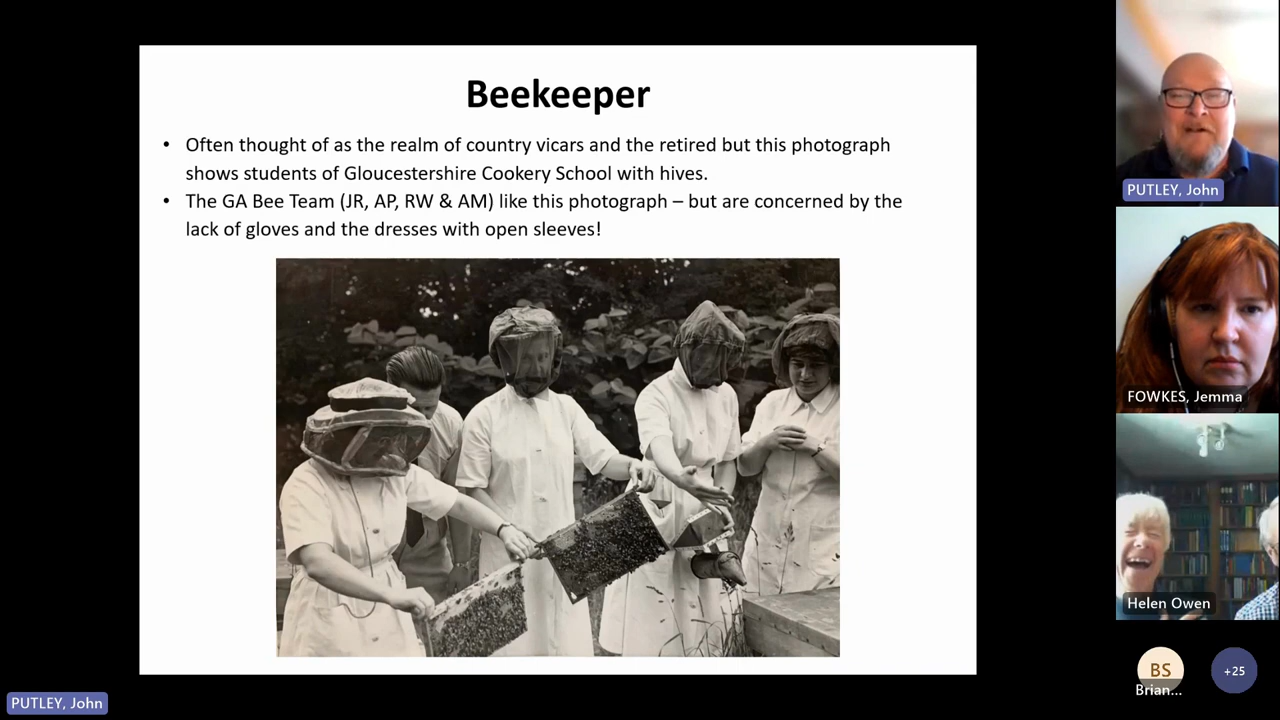 Beekeeper
• Often thought of as the realm of country vicars and the retired but this photograph
shows students of Gloucestershire Cookery School with hives.
• The GA Bee Team (JR, AP, RW & AM) like this photograph – but are concerned by the
lack of gloves and the dresses with open sleeves!
PUTLEY, John
FOWKES, Jemma
Helen Owen
BS
Brian...
+25
PUTLEY, John